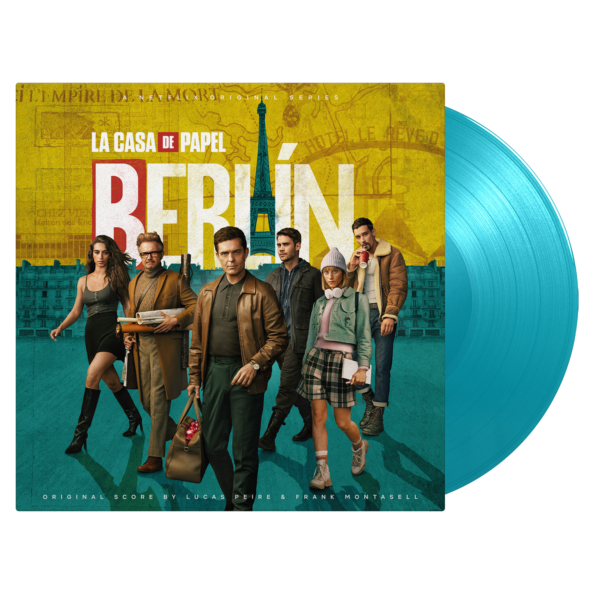 A NETFLIX ORIGINAL SERIES
LA CASA DE PAPEL
BERLÍN
ORIGINAL SCORE BY LUCAS PEIRE & FRANK MONTASELL